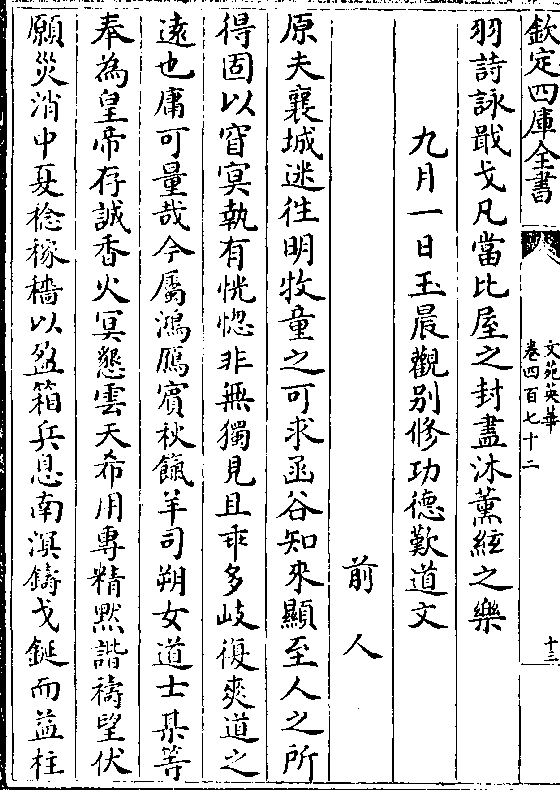 欽定四庫全書
文苑英華
卷四百七十二
十三
羽詩詠戢戈凡當比屋之封盡沐薰絃之樂
九月一日玉晨觀别修功德歎道文
前人
原夫襄城迷徃明牧童之可求函谷知來顯至人之所
得固以窅冥執有恍惚非無獨見且乖多岐復爽道之
逺也庸可量哉今屬鴻鴈賓秋餼羊司朔女道士某等
奉為皇帝存誠香火冥懇雲天希用專精黙諧禱望伏
願災消中夏稔稼穡以盈箱兵息南溟鑄戈鋋而益柱